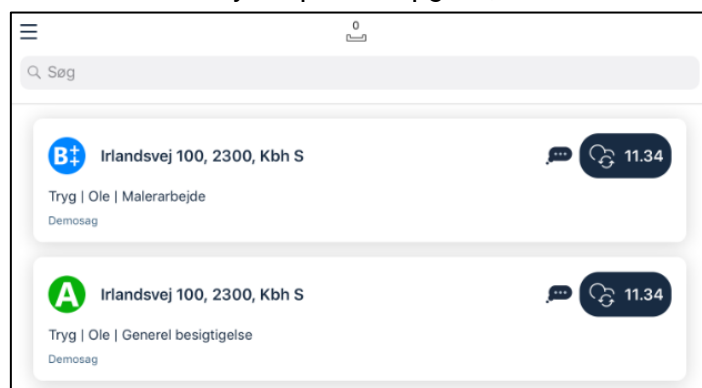 0
Søg
B‡ Irlandsvej 100, 2300, Kbh S 11.34
Tryg | Ole | Malerarbejde
Demosag
A Irlandsvej 100, 2300, Kbh S 11.34
Tryg | Ole | Generel besigtigelse
Demosag